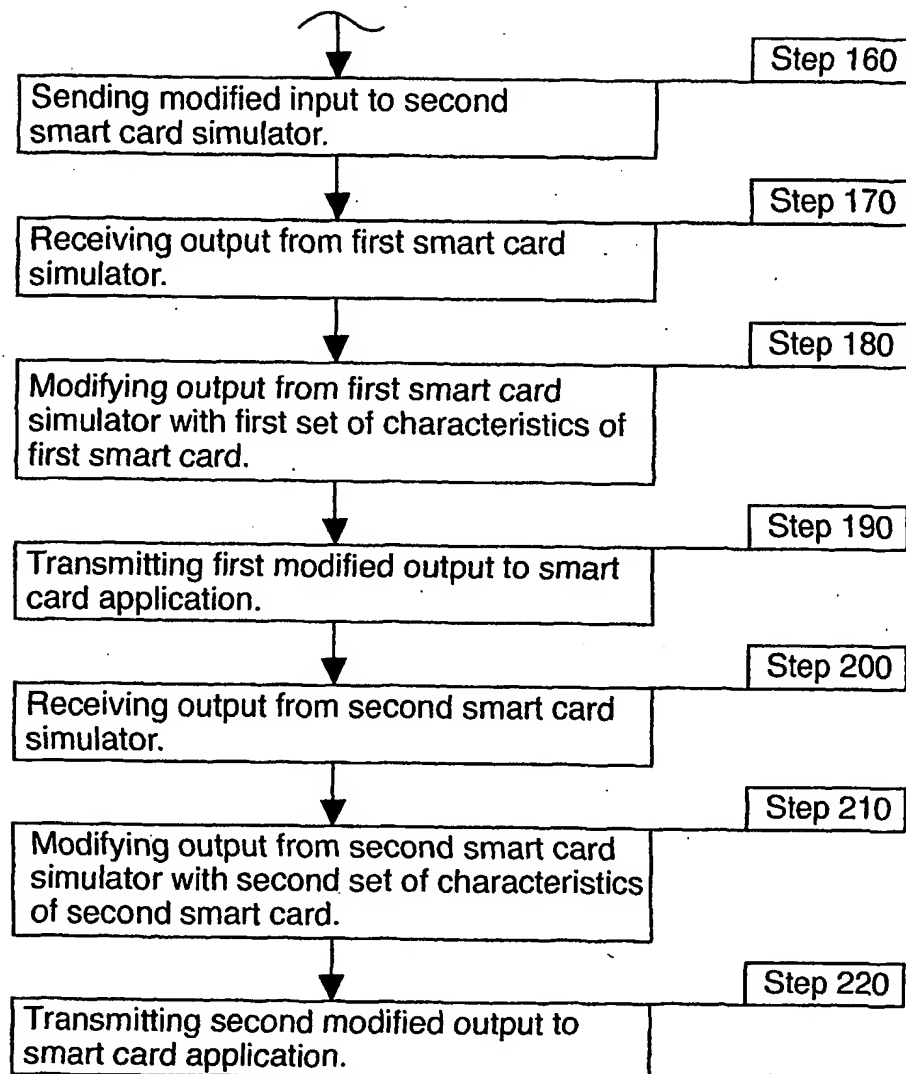 Step 160
Sending modified input to second
smart card simulator.
Step 170
Receiving output from first smart card
simulator.
Step 180
Modifying output from first smart card
simulator with first set of characteristics of
first smart card.
Step 190
Transmitting first modified output to smart
card application.
Step 200
Receiving output from second smart card
simulator.
Step 210
Modifying output from second smart card
simulator with second set of characteristics
of second smart card.
Step 220
Transmitting second modified output to
smart card application.